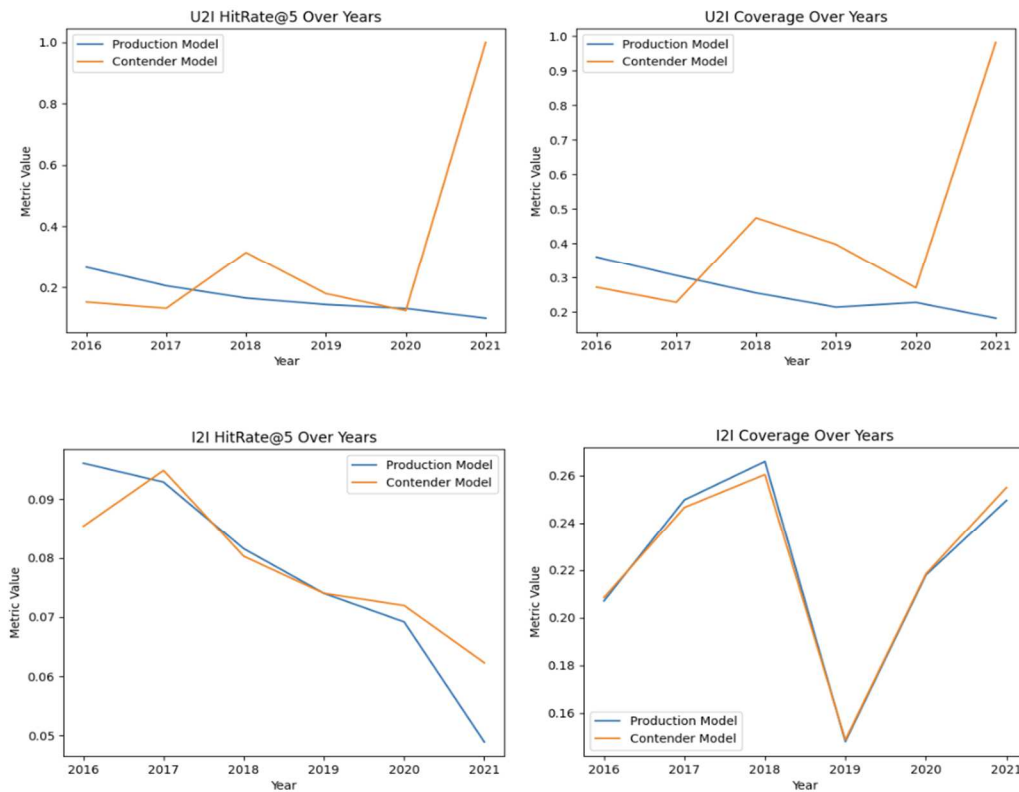 U2I HitRate@5 Over Years
Production Model
Contender Model
1.0
0.8
0.6
0.4
0.2
Metric Value
2016 2017 2018 2019 2020 2021
Year
U2I Coverage Over Years
Production Model
Contender Model
1.0
0.9
0.8
0.7
0.6
0.5
0.4
0.3
0.2
Metric Value
2016 2017 2018 2019 2020 2021
Year
I2I HitRate@5 Over Years
Production Model
Contender Model
0.09
0.08
0.07
0.06
0.05
Metric Value
2016 2017 2018 2019 2020 2021
Year
I2I Coverage Over Years
0.26
0.24
0.22
0.20
0.18
0.16
Metric Value
Production Model
Contender Model
2016 2017 2018 2019 2020 2021
Year